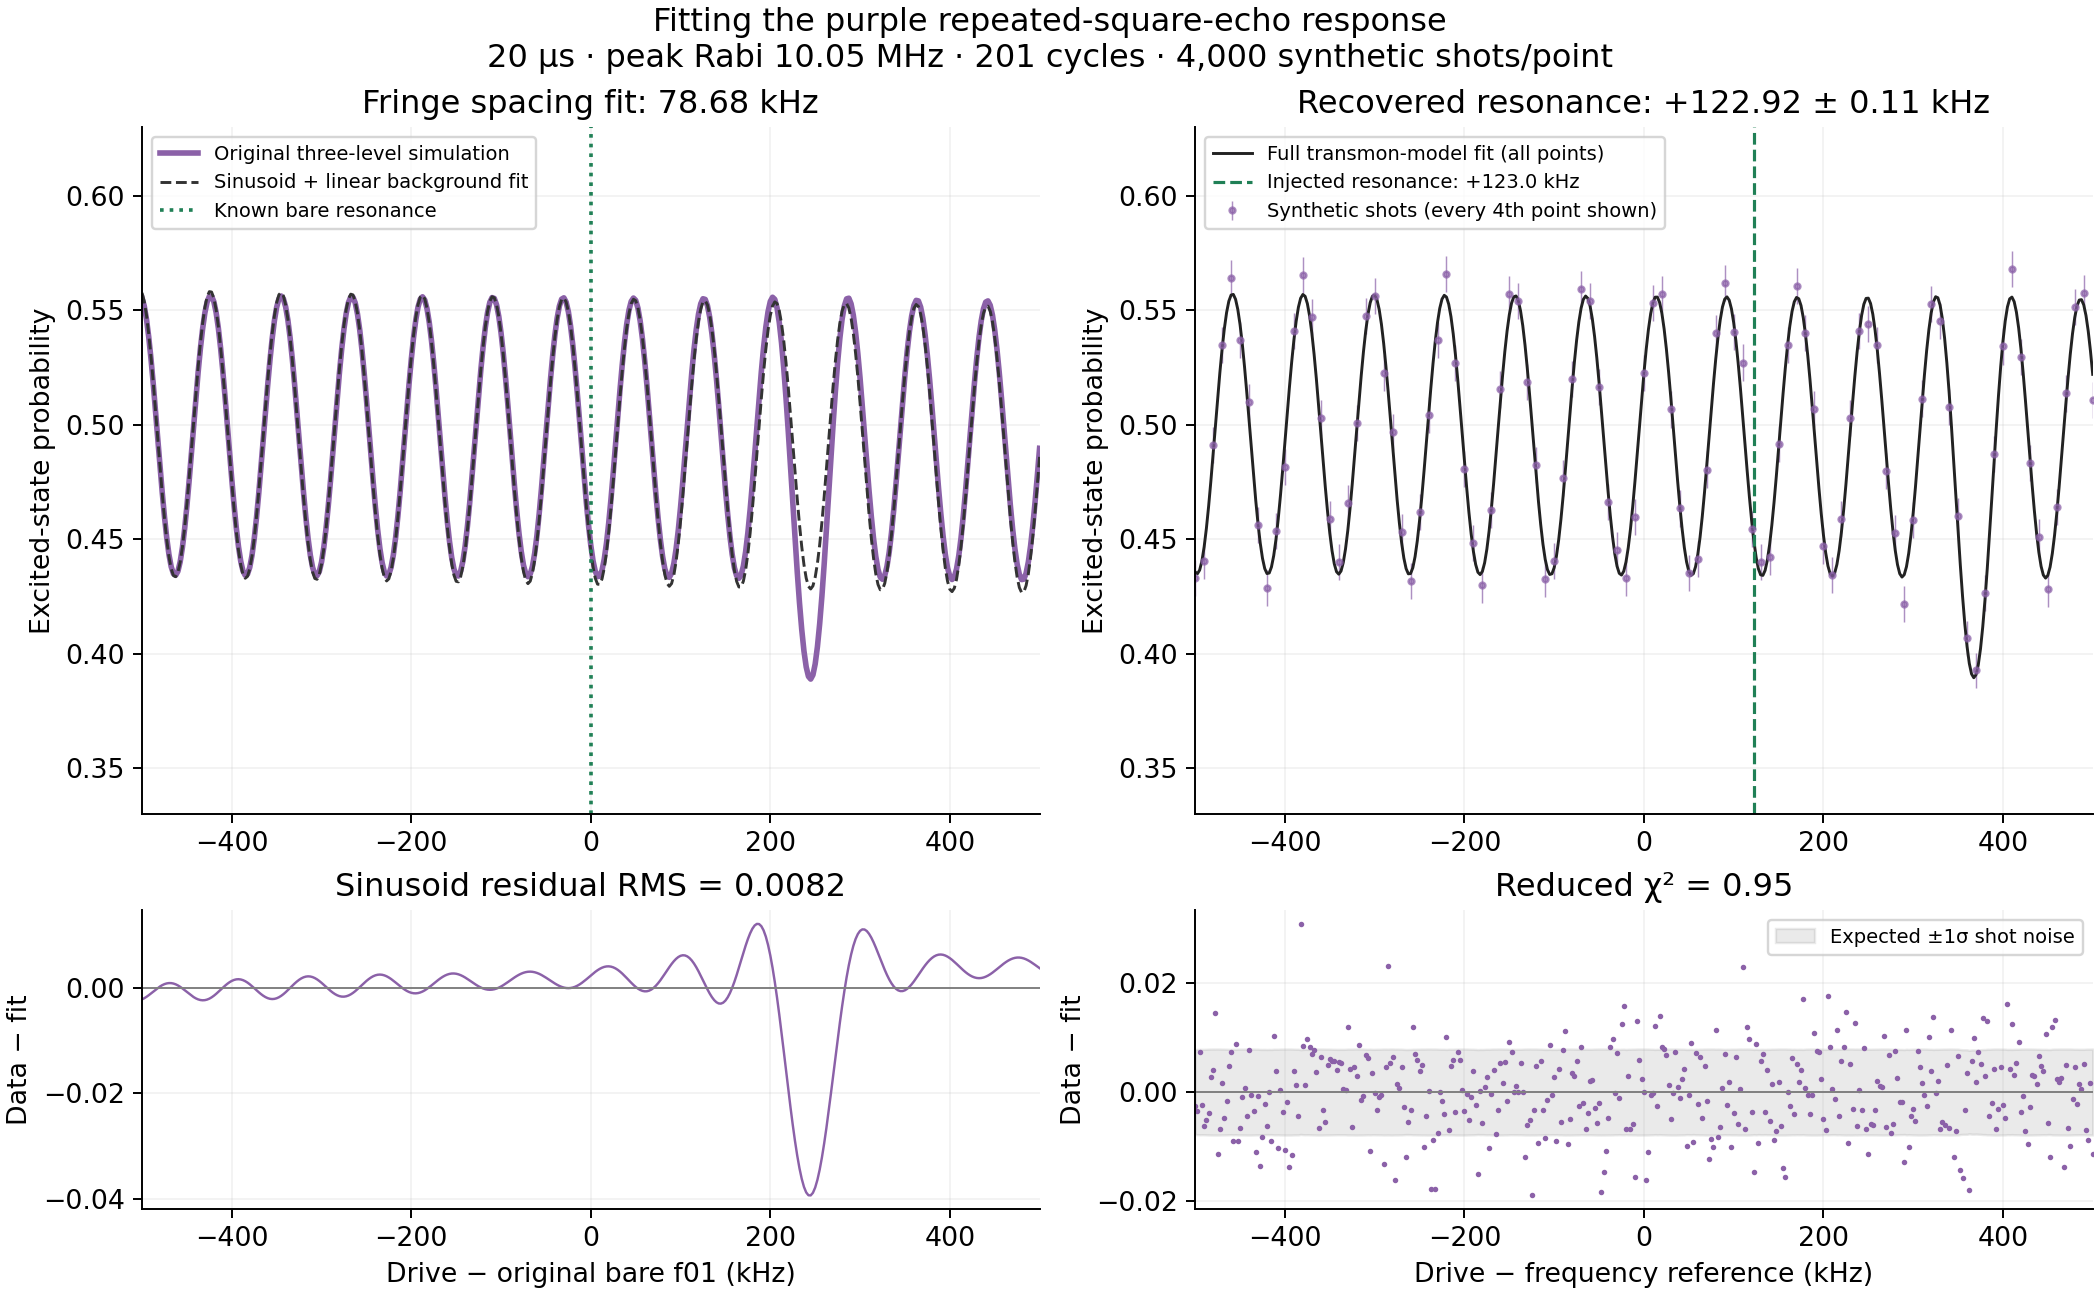 Fitting the purple repeated-square-echo response
20 μs · peak Rabi 10.05 MHz · 201 cycles · 4,000 synthetic shots/point
Fringe spacing fit: 78.68 kHz
Original three-level simulation
Sinusoid + linear background fit
Known bare resonance
Excited-state probability
0.60
0.55
0.50
0.45
0.40
0.35
−400
−200
0
200
400
Recovered resonance: +122.92 ± 0.11 kHz
Full transmon-model fit (all points)
Injected resonance: +123.0 kHz
Synthetic shots (every 4th point shown)
Excited-state probability
0.60
0.55
0.50
0.45
0.40
0.35
−400
−200
0
200
400
Sinusoid residual RMS = 0.0082
Data − fit
0.00
−0.02
−0.04
−400
−200
0
200
400
Drive − original bare f01 (kHz)
Reduced χ² = 0.95
Expected ±1σ shot noise
Data − fit
0.02
0.00
−0.02
−400
−200
0
200
400
Drive − frequency reference (kHz)